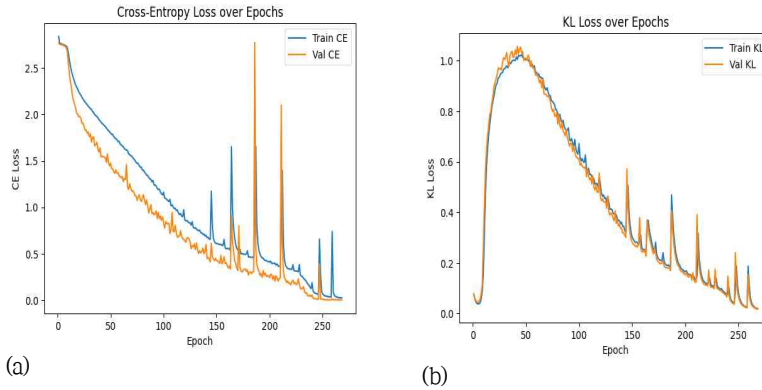 Cross-Entropy Loss over Epochs
Train CE
Val CE
2.5
2.0
1.5
1.0
0.5
0.0
CE Loss
0 50 100 150 200 250
Epoch
(a)
KL Loss over Epochs
Train KL
Val KL
1.0
0.8
0.6
0.4
0.2
0.0
KL Loss
0 50 100 150 200 250
Epoch
(b)